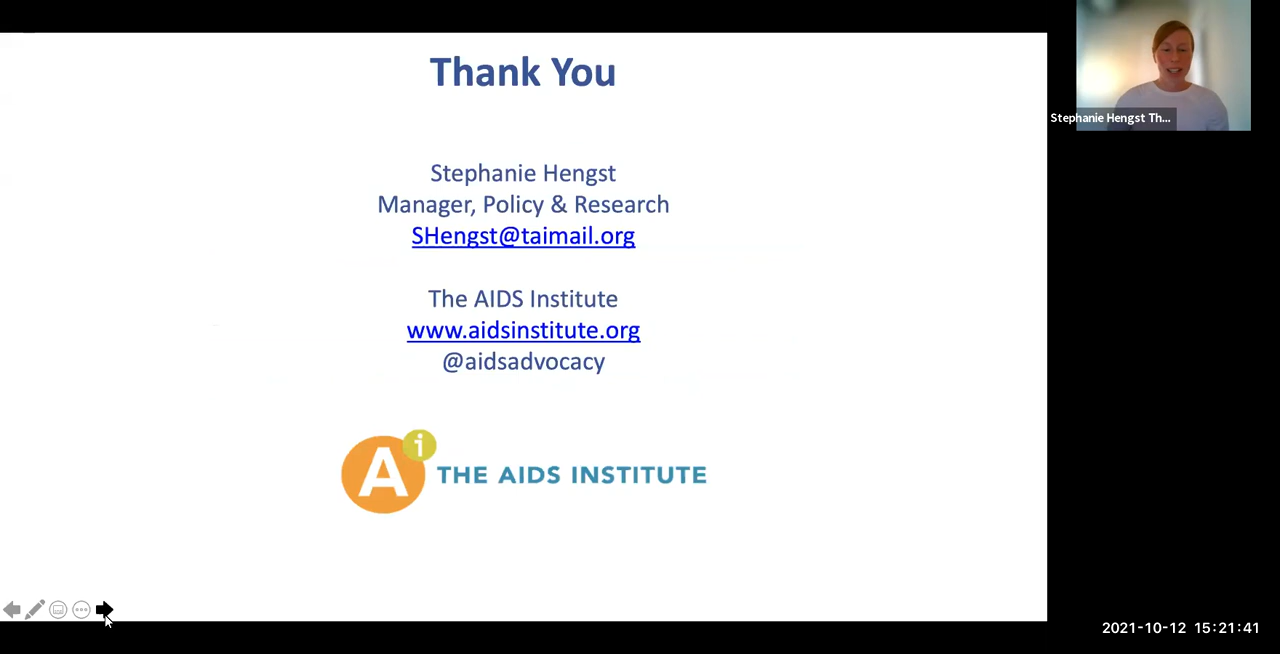 Thank You
Stephanie Hengst
Manager, Policy & Research
SHengst@taimail.org
The AIDS Institute
www.aidsinstitute.org
@aidsadvocacy
A i
THE AIDS INSTITUTE
Stephanie Hengst Th...
2021-10-12 15:21:41